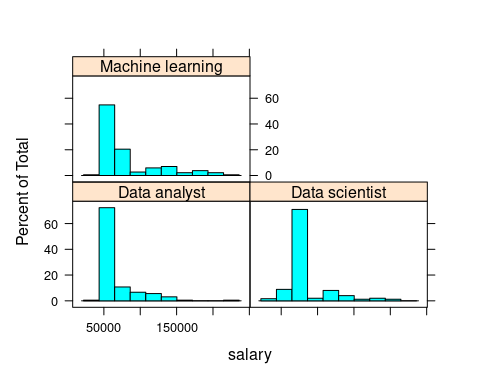 Machine learning
60
40
20
0
Percent of Total
Data analyst
Data scientist
60
40
20
0
50000
150000
salary